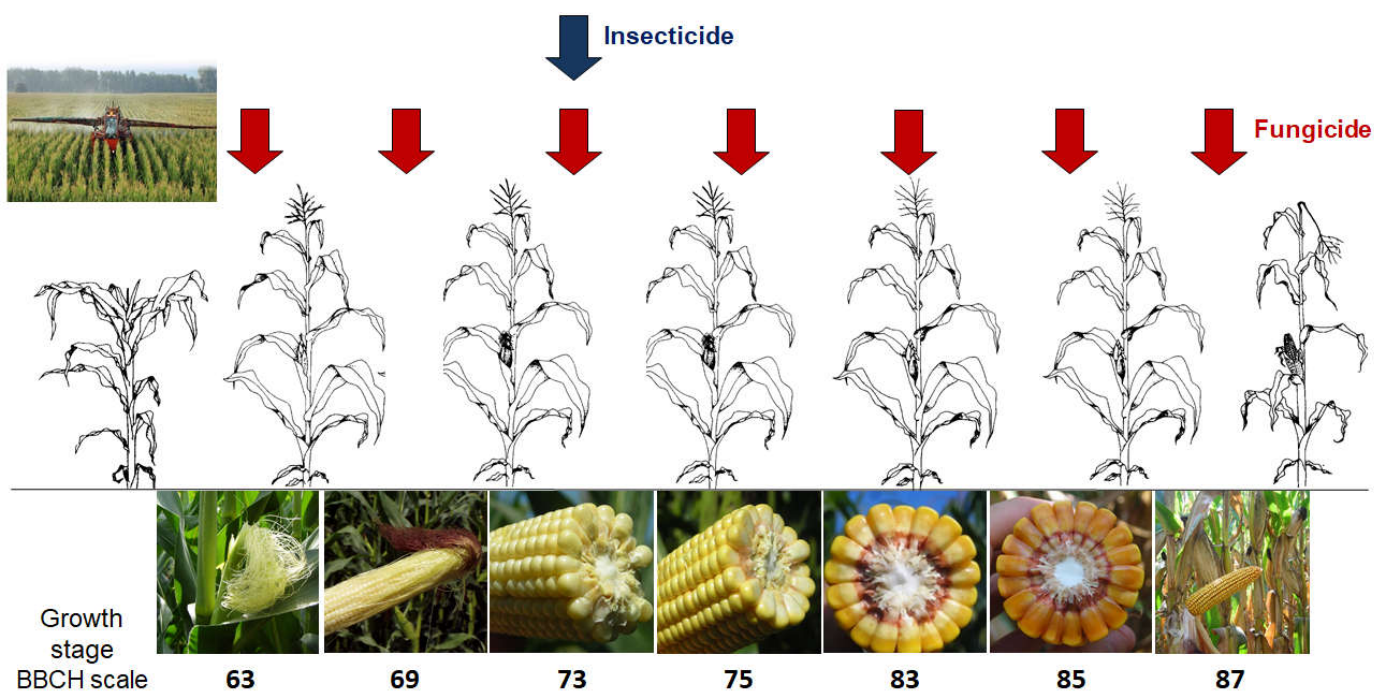 Insecticide
Fungicide
Growth
stage
BBCH scale
63 69 73 75 83 85 87